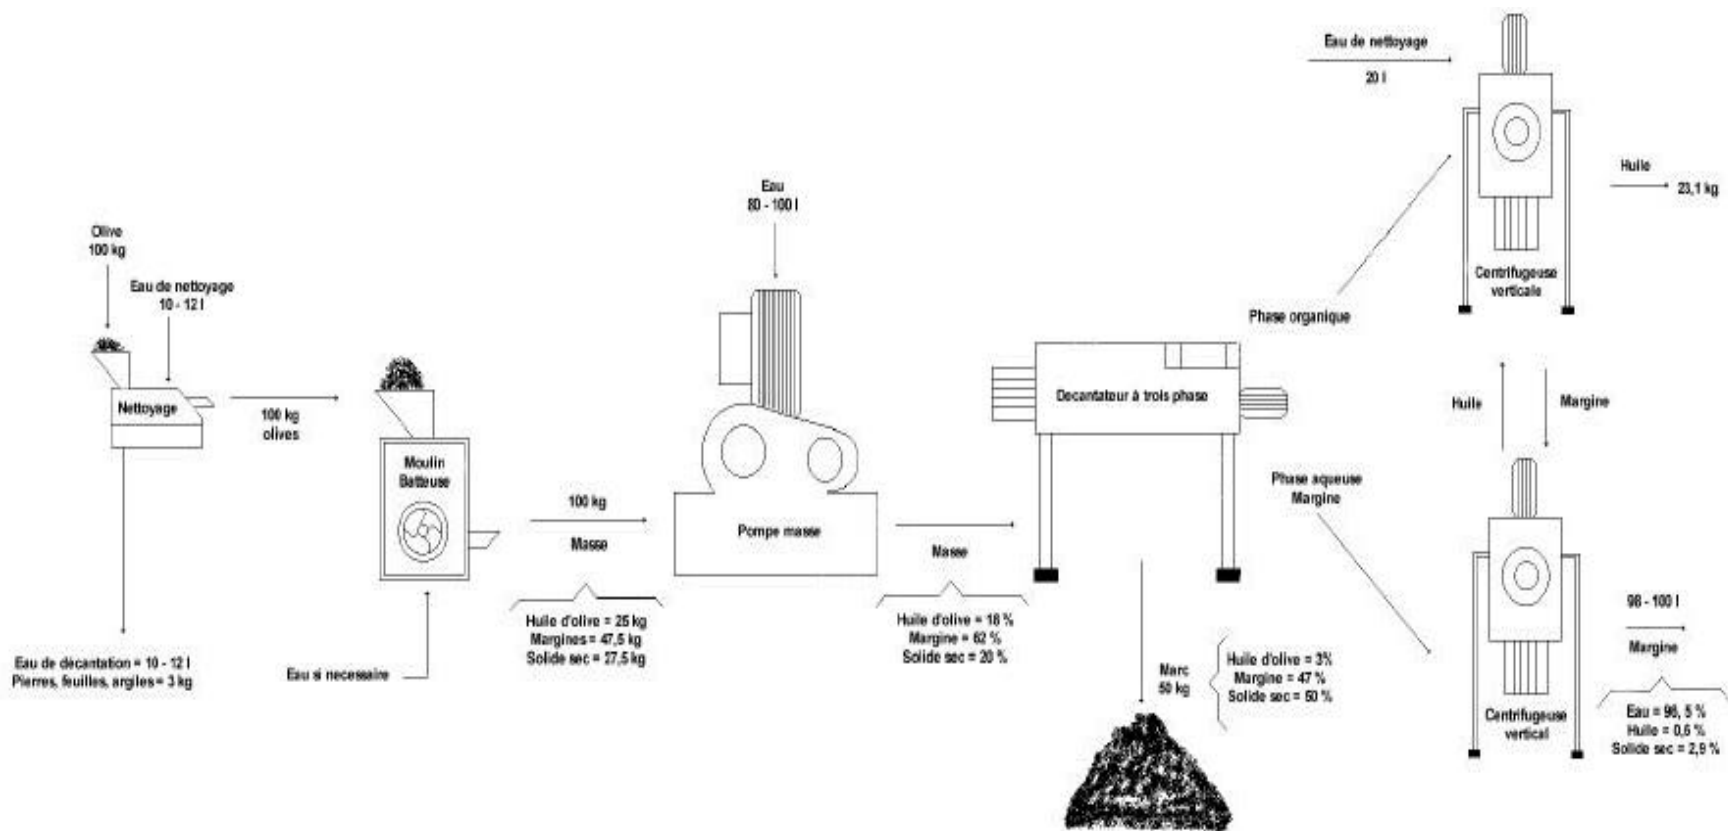 Olive
100 kg
Eau de nettoyage
10 - 12 l
Nettoyage
100 kg
olives
Eau de décantation = 10 - 12 l
Pierres, feuilles, argiles = 3 kg
Moulin
Batteuse
Eau si necessaire
100 kg
Masse
Huile d'olive = 25 kg
Margines = 47,5 kg
Solide sec = 27,5 kg
Eau
80 - 100 l
Pompe masse
Masse
Huile d'olive = 18 %
Margine = 62 %
Solide sec = 20 %
Decantateur à trois phase
Marc
50 kg
Huile d'olive = 3%
Margine = 47 %
Solide sec = 50 %
Phase organique
Phase aqueuse
Margine
Eau de nettoyage
20 l
Centrifugeuse
verticale
Huile
23,1 kg
Huile
Margine
Centrifugeuse
vertical
98 - 100 l
Margine
Eau = 96, 5 %
Huile = 0,6 %
Solide sec = 2,9 %